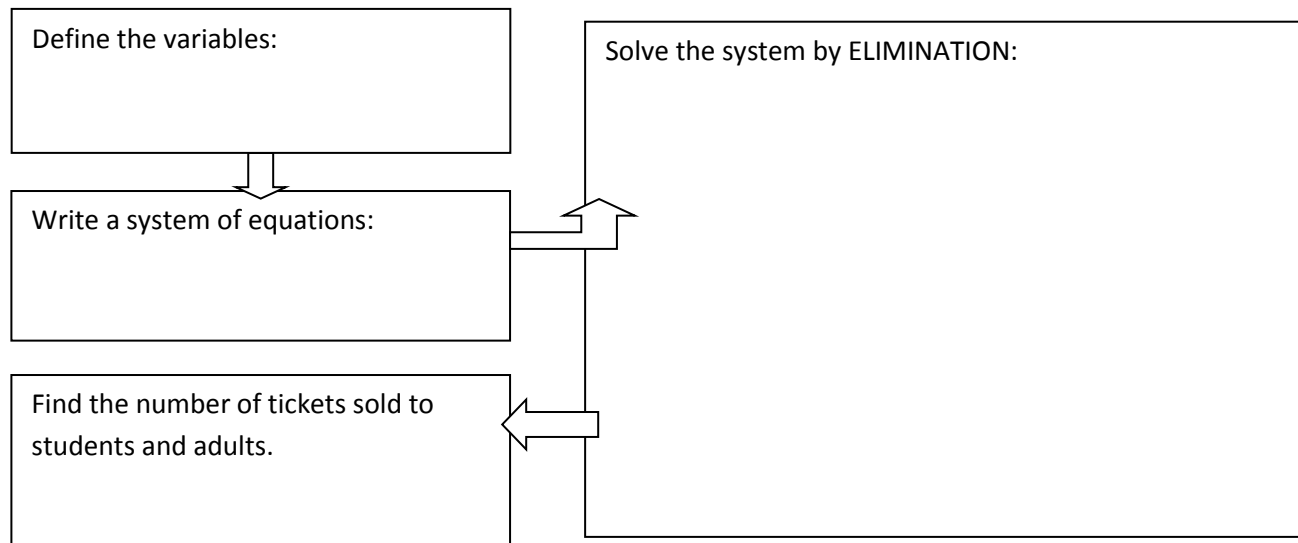 Define the variables:
Write a system of equations:
Solve the system by ELIMINATION:
Find the number of tickets sold to
students and adults.